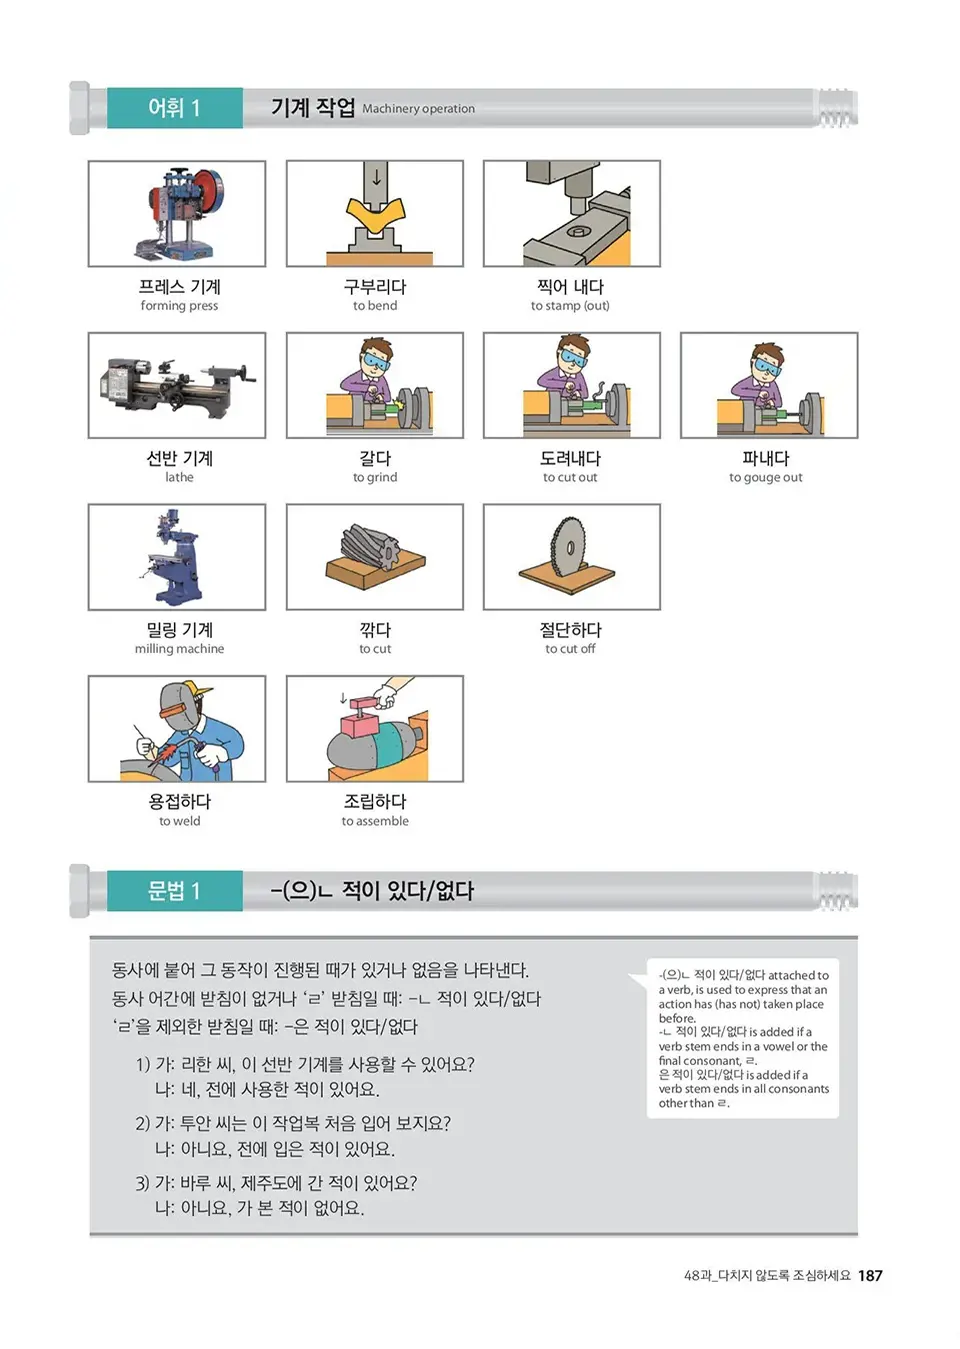 어휘 1 기계 작업 Machinery operation
프레스 기계 구부리다 찍어 내다
forming press to bend to stamp (out)
선반 기계 갈다 도려내다 파내다
lathe to grind to cut out to gouge out
밀링 기계 깎다 절단하다
milling machine to cut to cut off
용접하다 조립하다
to weld to assemble
문법 1 -(으)ㄴ 적이 있다/없다
동사에 붙어 그 동작이 진행된 때가 있거나 없음을 나타낸다.
동사 어간에 받침이 없거나 ‘ㄹ’ 받침일 때: -ㄴ 적이 있다/없다
‘ㄹ’을 제외한 받침일 때: -은 적이 있다/없다
1) 가: 리한 씨, 이 선반 기계를 사용할 수 있어요?
나: 네, 전에 사용한 적이 있어요.
2) 가: 투안 씨는 이 작업복 처음 입어 보지요?
나: 아니요, 전에 입은 적이 있어요.
3) 가: 바루 씨, 제주도에 간 적이 있어요?
나: 아니요, 가 본 적이 없어요.
-(으)ㄴ 적이 있다/없다 attached to
a verb, is used to express that an
action has (has not) taken place
before.
-ㄴ 적이 있다/없다 is added if a
verb stem ends in a vowel or the
final consonant, ㄹ.
은 적이 있다/없다 is added if a
verb stem ends in all consonants
other than ㄹ.
48과_다치지 않도록 조심하세요 187